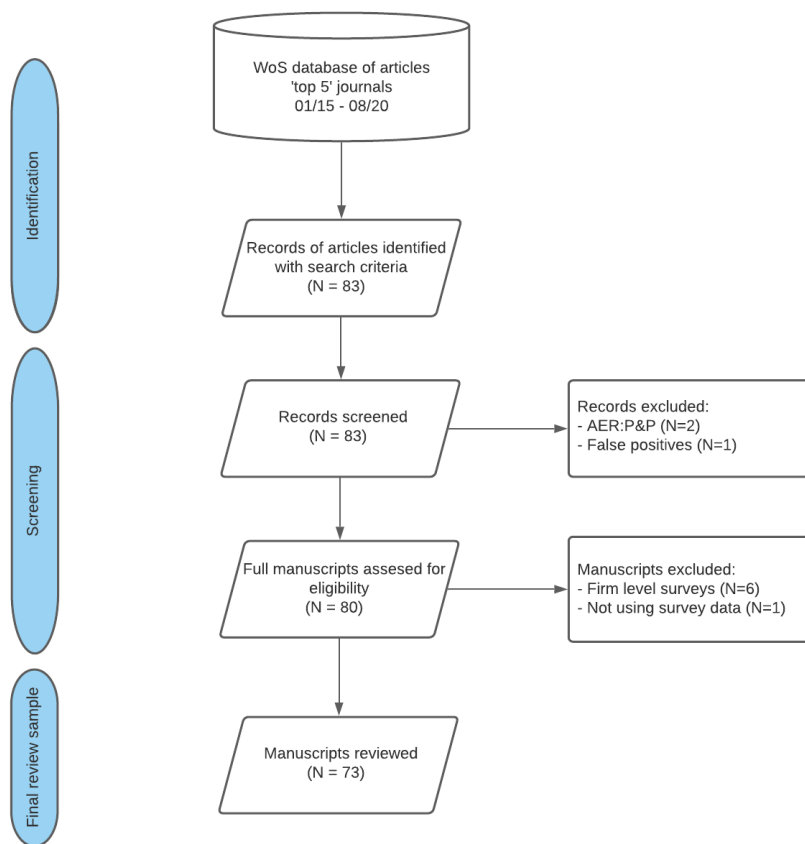 Identification
WoS database of articles
'top 5' journals
01/15 - 08/20
Records of articles identified
with search criteria
(N = 83)
Screening
Records screened
(N = 83)
Records excluded:
- AER:P&P (N=2)
- False positives (N=1)
Full manuscripts assesed for
eligibility
(N = 80)
Manuscripts excluded:
- Firm level surveys (N=6)
- Not using survey data (N=1)
Final review sample
Manuscripts reviewed
(N = 73)